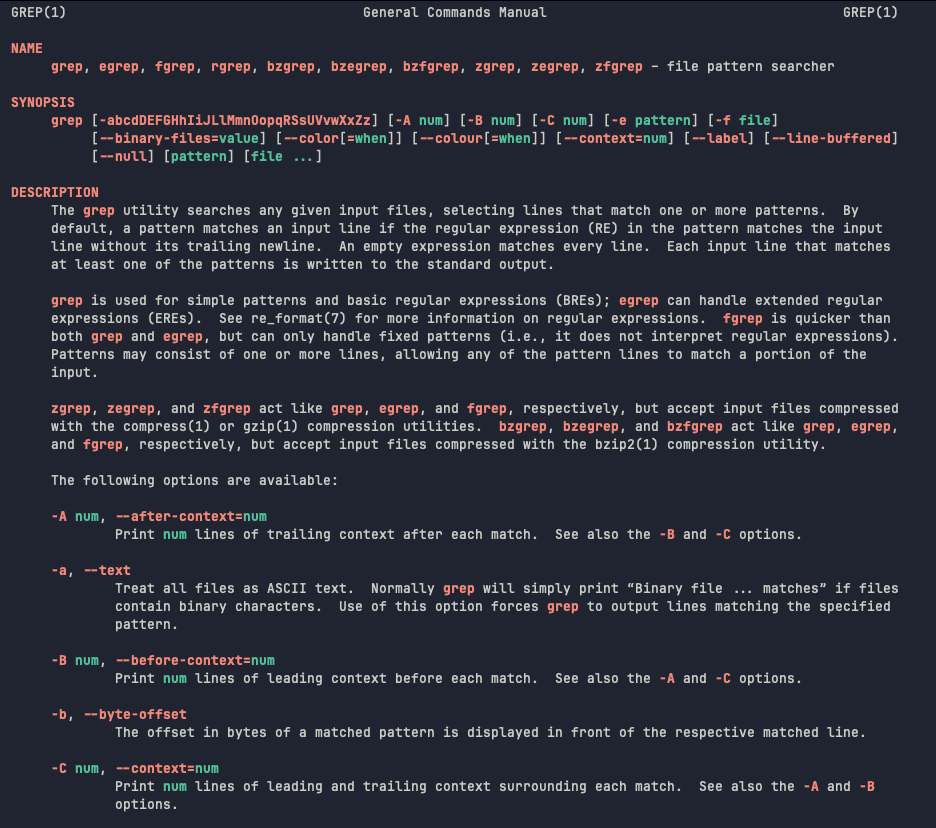 GREP(1) General Commands Manual GREP(1)
NAME
grep, egrep, fgrep, rgrep, bzgrep, bzegrep, bzfgrep, zgrep, zegrep, zfgrep – file pattern searcher
SYNOPSIS
grep [-abcdDEFGHhIiJLlMmnOopqRSsUVvwXxZz] [-A num] [-B num] [-C num] [-e pattern] [-f file]
[--binary-files=value] [--color[=when]] [--colour[=when]] [--context=num] [--label] [--line-buffered]
[--null] [pattern] [file ...]
DESCRIPTION
The grep utility searches any given input files, selecting lines that match one or more patterns.  By
default, a pattern matches an input line if the regular expression (RE) in the pattern matches the input
line without its trailing newline.  An empty expression matches every line.  Each input line that matches
at least one of the patterns is written to the standard output.
grep is used for simple patterns and basic regular expressions (BREs); egrep can handle extended regular
expressions (EREs).  See re_format(7) for more information on regular expressions.  fgrep is quicker than
both grep and egrep, but can only handle fixed patterns (i.e., it does not interpret regular expressions).
Patterns may consist of one or more lines, allowing any of the pattern lines to match a portion of the
input.
zgrep, zegrep, and zfgrep act like grep, egrep, and fgrep, respectively, but accept input files compressed
with the compress(1) or gzip(1) compression utilities.  bzgrep, bzegrep, and bzfgrep act like grep, egrep,
and fgrep, respectively, but accept input files compressed with the bzip2(1) compression utility.
The following options are available:
-A num, --after-context=num
Print num lines of trailing context after each match.  See also the -B and -C options.
-a, --text
Treat all files as ASCII text.  Normally grep will simply print “Binary file ... matches” if files
contain binary characters.  Use of this option forces grep to output lines matching the specified
pattern.
-B num, --before-context=num
Print num lines of leading context before each match.  See also the -A and -C options.
-b, --byte-offset
The offset in bytes of a matched pattern is displayed in front of the respective matched line.
-C num, --context=num
Print num lines of leading and trailing context surrounding each match.  See also the -A and -B
options.